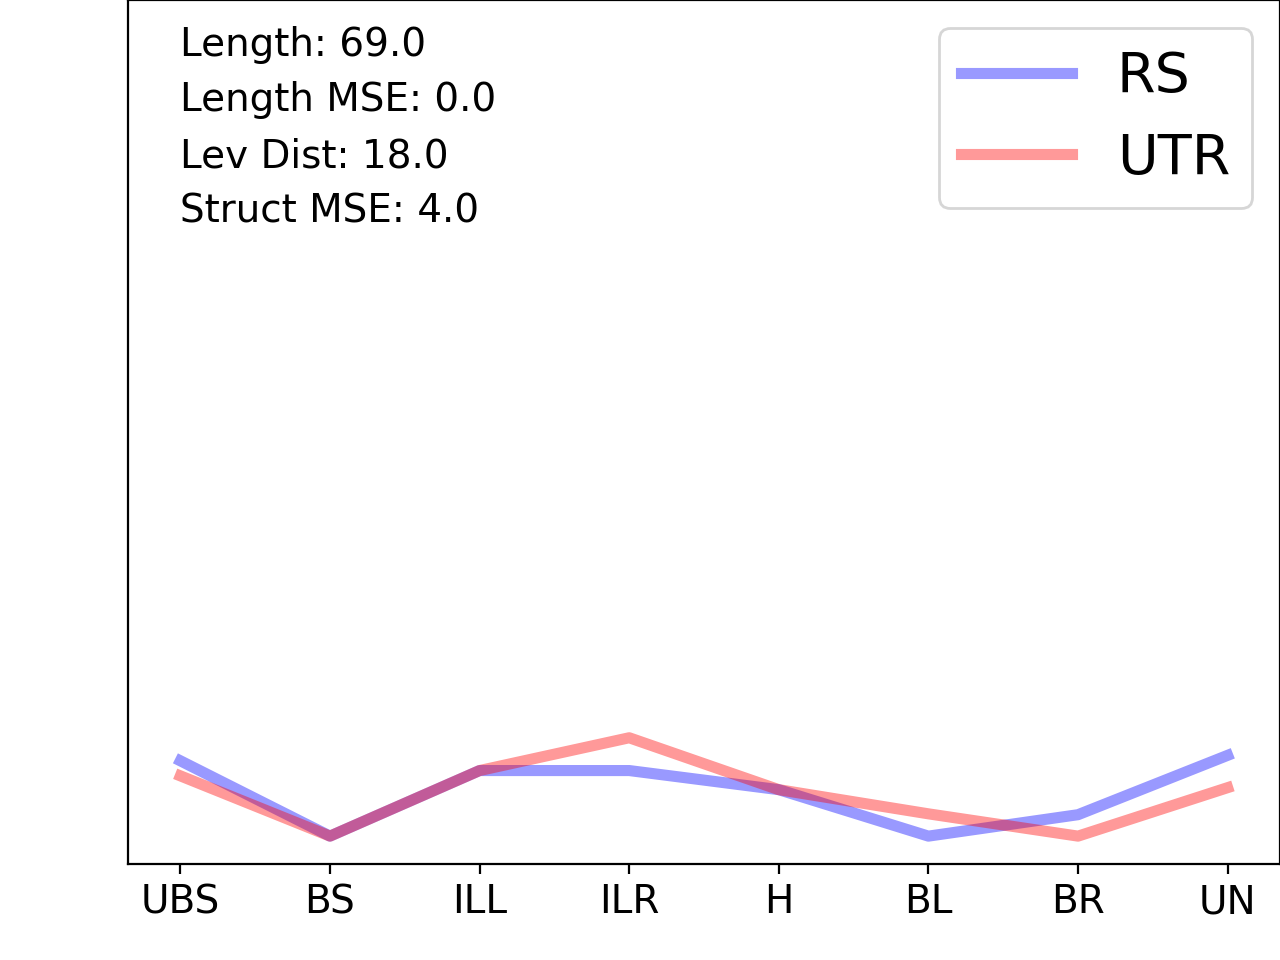 Length: 69.0
Length MSE: 0.0
Lev Dist: 18.0
Struct MSE: 4.0
RS
UTR
UBS BS ILL ILR H BL BR UN